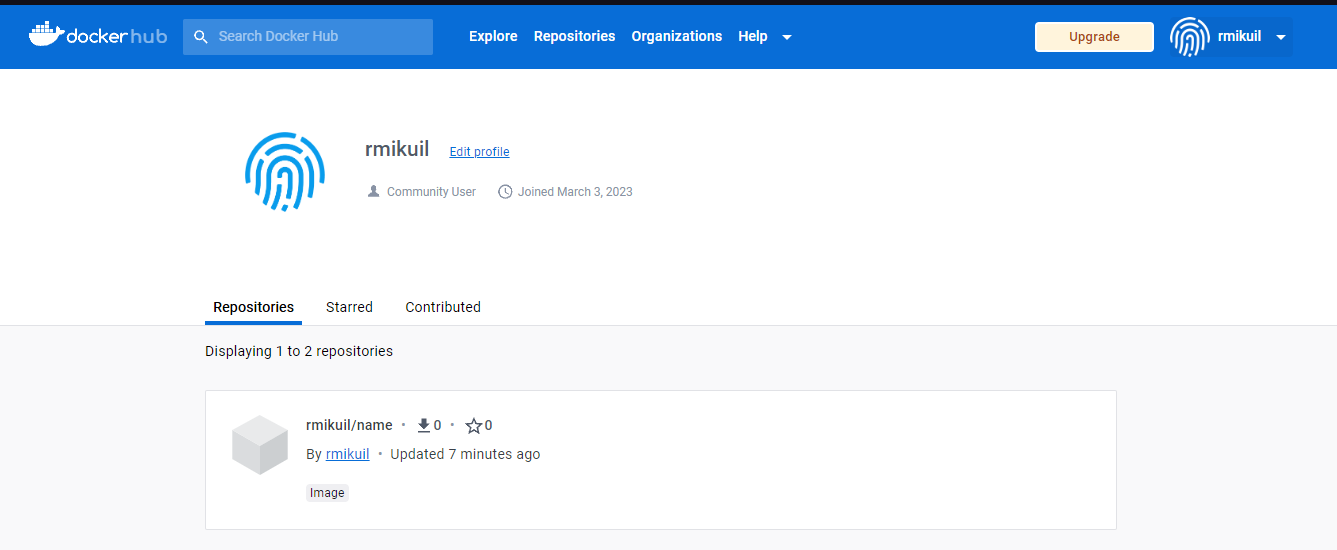 docker hub Search Docker Hub Explore Repositories Organizations Help Upgrade rmikuil
rmikuil Edit profile
Community User Joined March 3, 2023
Repositories Starred Contributed
Displaying 1 to 2 repositories
rmikuil/name • 0 • 0
By rmikuil • Updated 7 minutes ago
Image